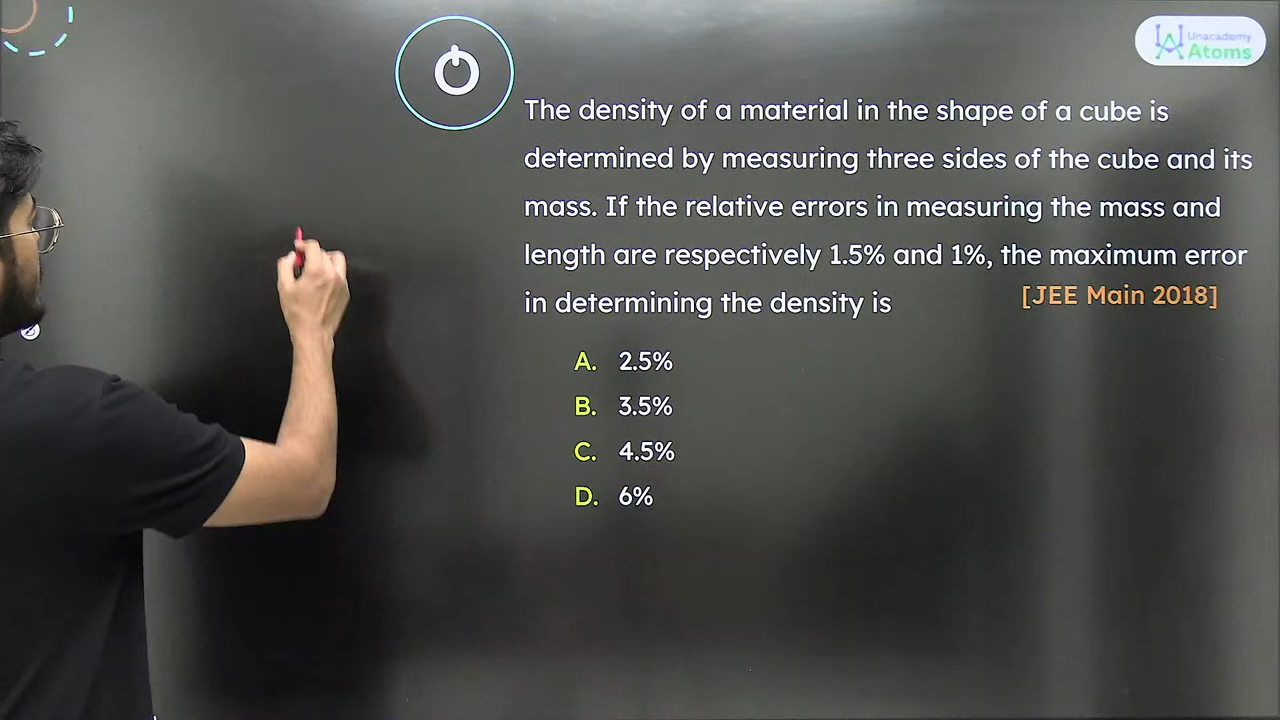 Unacademy
Atoms
The density of a material in the shape of a cube is
determined by measuring three sides of the cube and its
mass. If the relative errors in measuring the mass and
length are respectively 1.5% and 1%, the maximum error
in determining the density is
[JEE Main 2018]
A. 2.5%
B. 3.5%
C. 4.5%
D. 6%